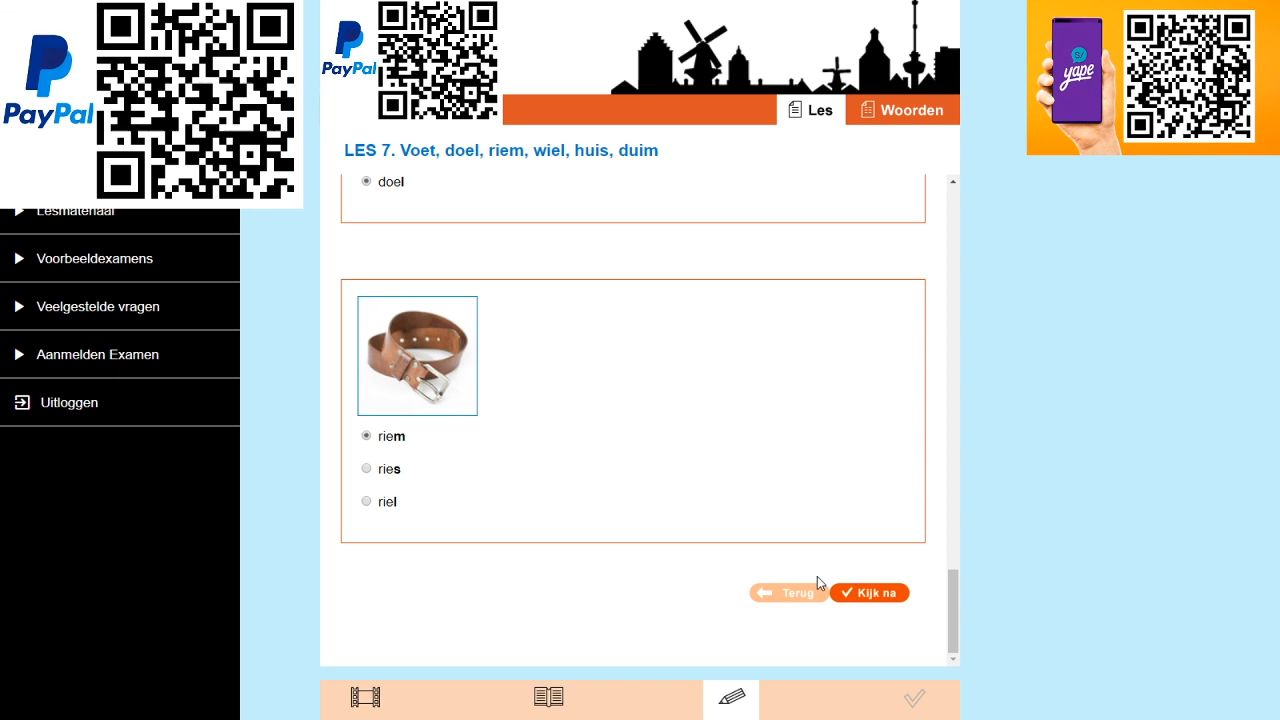 PayPal
PayPal
yape
Les
Woorden
LES 7. Voet, doel, riem, wiel, huis, duim
doel
Lesmateriaal
Voorbeeldexamens
Veelgestelde vragen
Aanmelden Examen
Uitloggen
riem
ries
riel
Terug
Kijk na